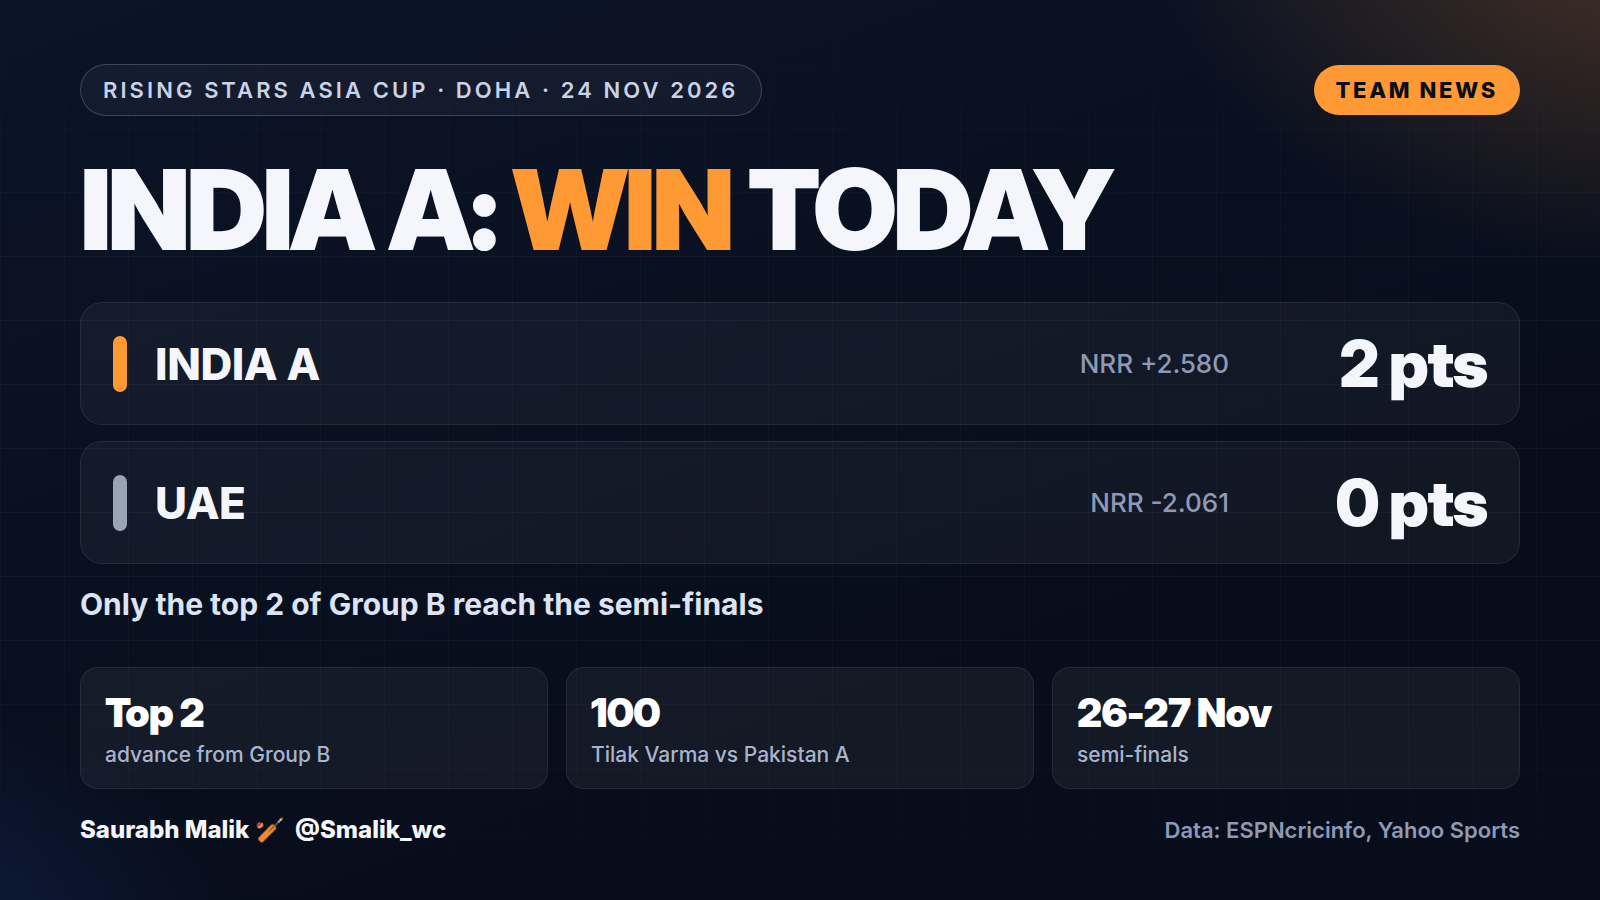 RISING STARS ASIA CUP · DOHA · 24 NOV 2026
TEAM NEWS
INDIA A: WIN TODAY
INDIA A NRR +2.580 2 pts
UAE NRR -2.061 0 pts
Only the top 2 of Group B reach the semi-finals
Top 2
advance from Group B
100
Tilak Varma vs Pakistan A
26-27 Nov
semi-finals
Saurabh Malik 🏏 @Smalik_wc
Data: ESPNcricinfo, Yahoo Sports